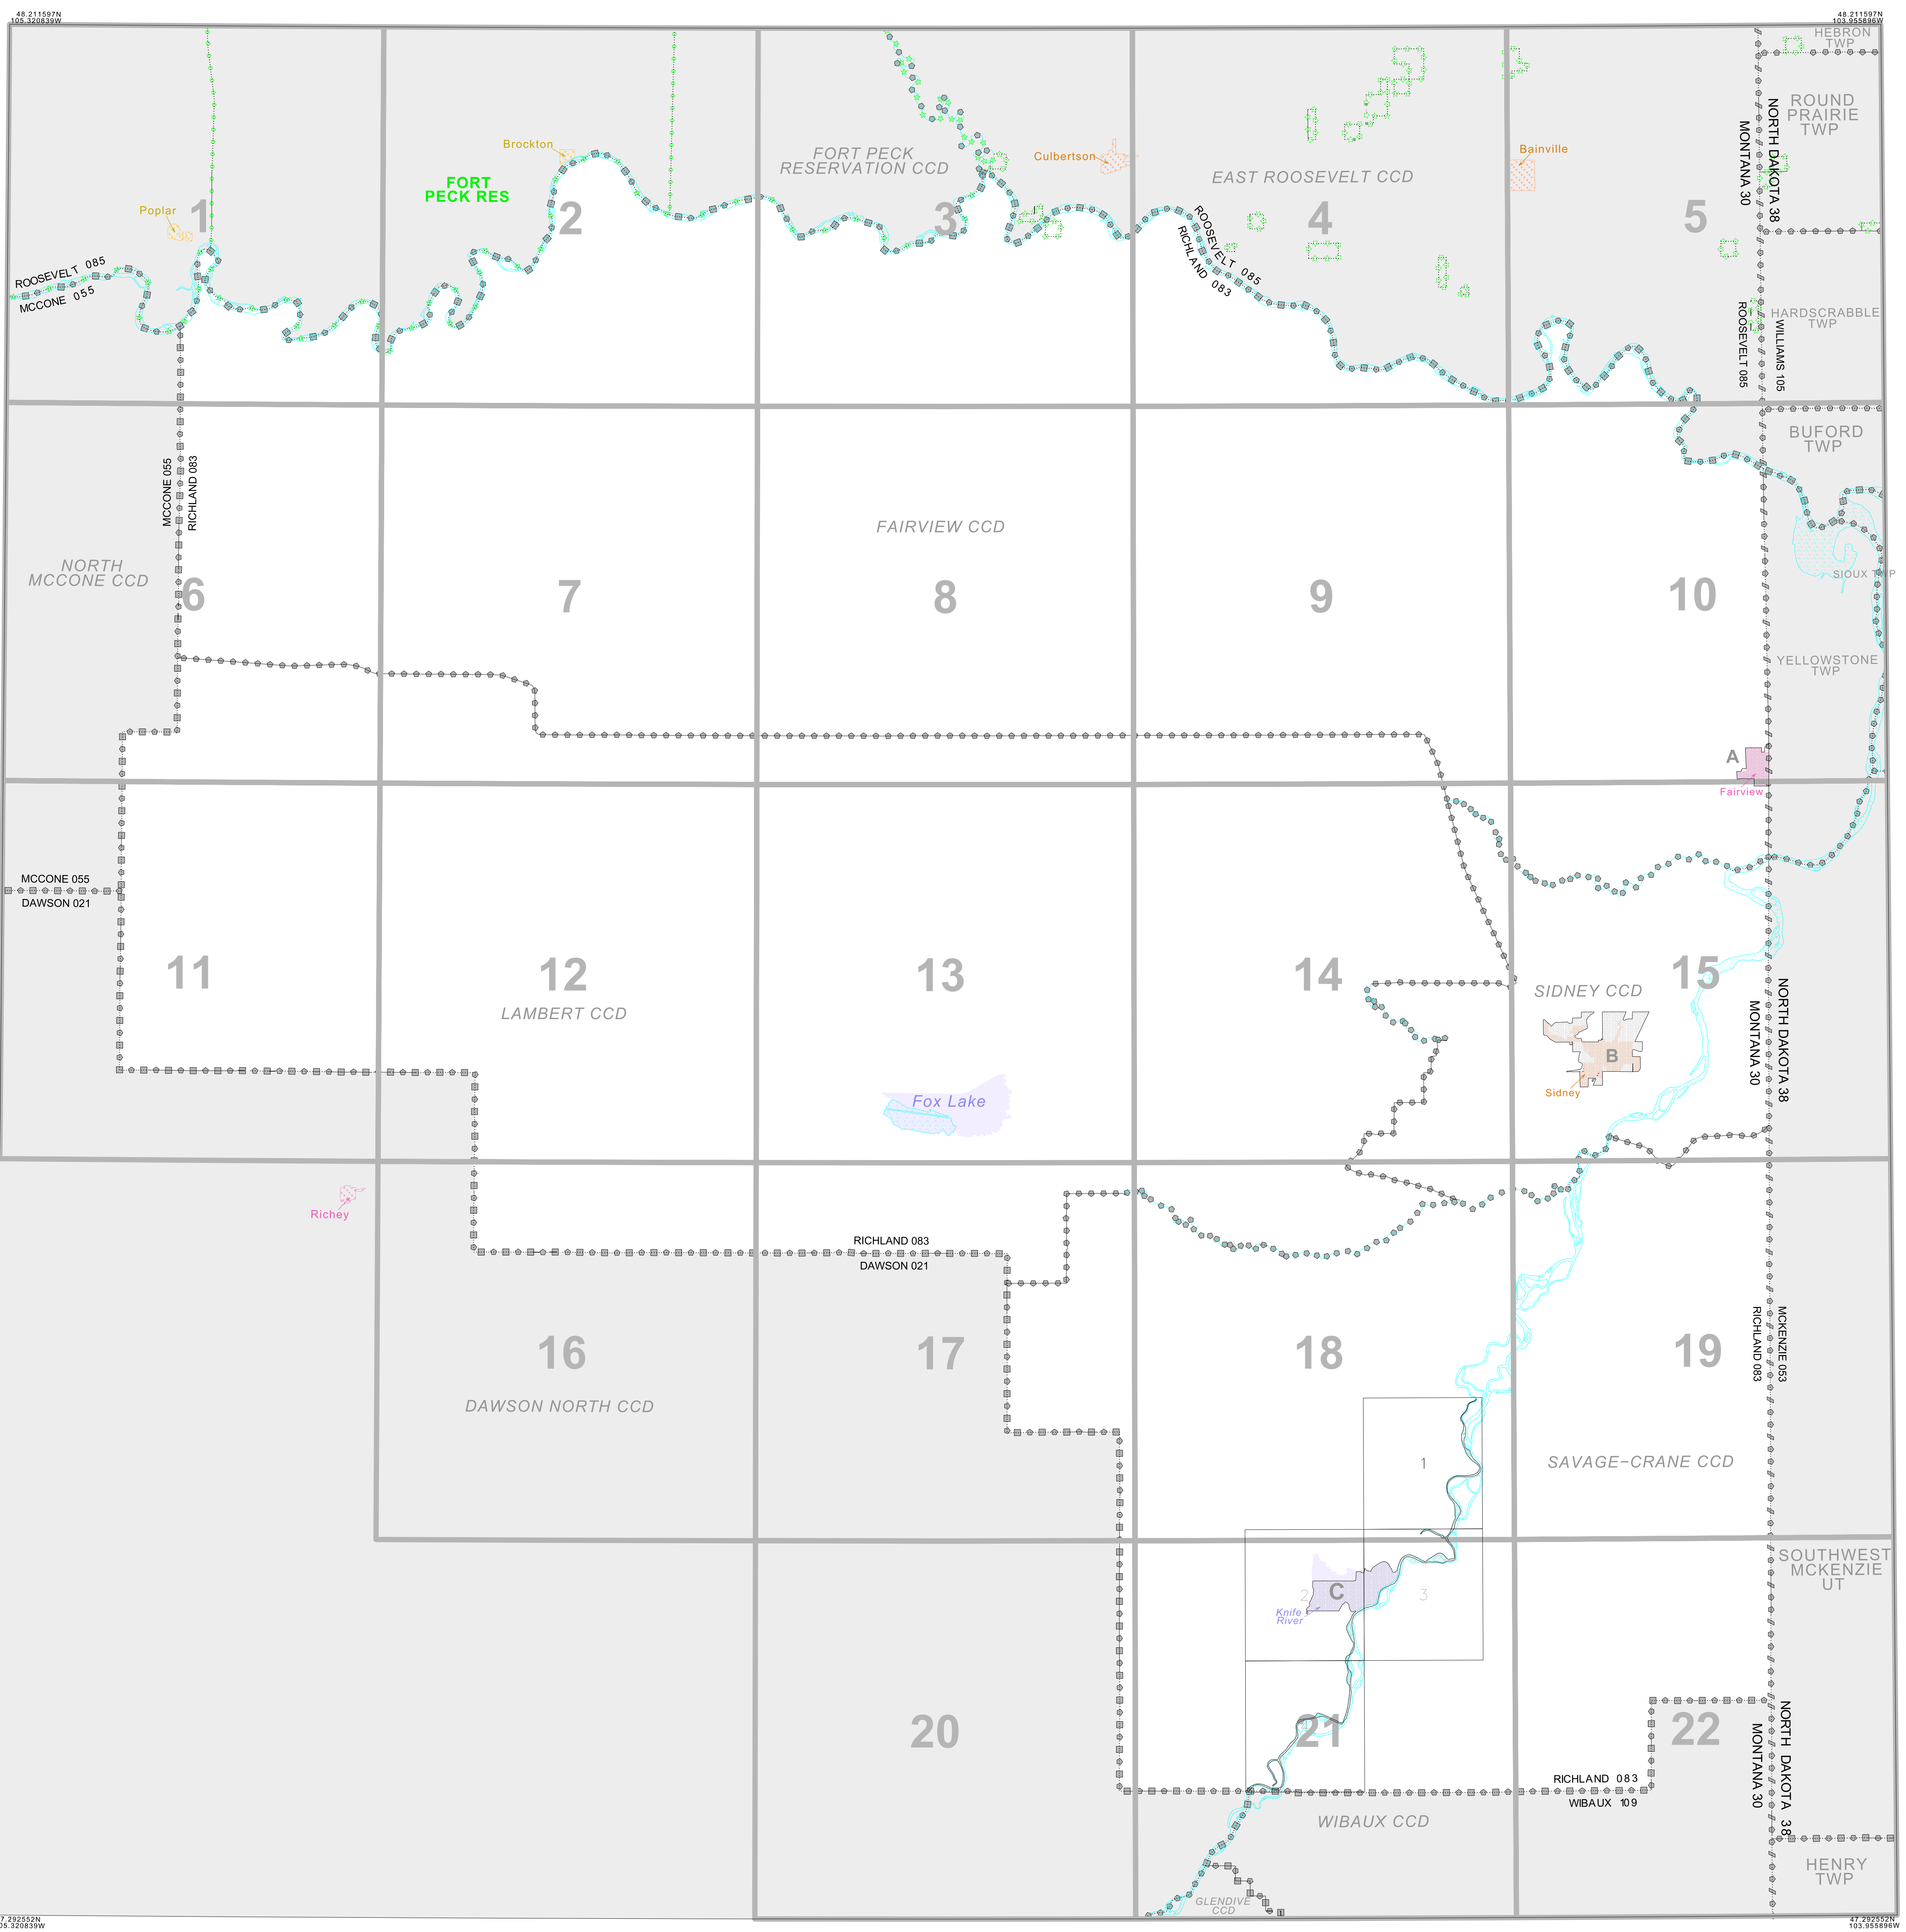 48.211597N
105.320839W
48.211597N
103.955896W
HEBRON
TWP
ROUND
PRAIRIE
TWP
NORTH DAKOTA 38
MONTANA 30
Brockton
FORT PECK
RESERVATION CCD
Culbertson
Bainville
EAST ROOSEVELT CCD
FORT
PECK RES
Poplar
1
2
3
4
5
ROOSEVELT 085
MCCONE 055
ROOSEVELT 085
RICHLAND 083
HARDSCRABBLE
TWP
ROOSEVELT 085
WILLIAMS 105
BUFORD
TWP
MCCONE 055
RICHLAND 083
FAIRVIEW CCD
NORTH
MCCONE CCD
SIOUX TWP
6
7
8
9
10
YELLOWSTONE
TWP
A
Fairview
MCCONE 055
DAWSON 021
11
12
13
14
15
LAMBERT CCD
SIDNEY CCD
NORTH DAKOTA 38
MONTANA 30
B
Sidney
Fox Lake
Richey
RICHLAND 083
DAWSON 021
16
17
18
19
RICHLAND 083
MCKENZIE 053
DAWSON NORTH CCD
1
SAVAGE-CRANE CCD
SOUTHWEST
MCKENZIE
UT
2
C
3
Knife
River
20
4
21
22
NORTH DAKOTA 38
MONTANA 30
RICHLAND 083
WIBAUX 109
WIBAUX CCD
HENRY
TWP
GLENDIVE
CCD
7.292552N
05.320839W
47.292552N
103.955896W